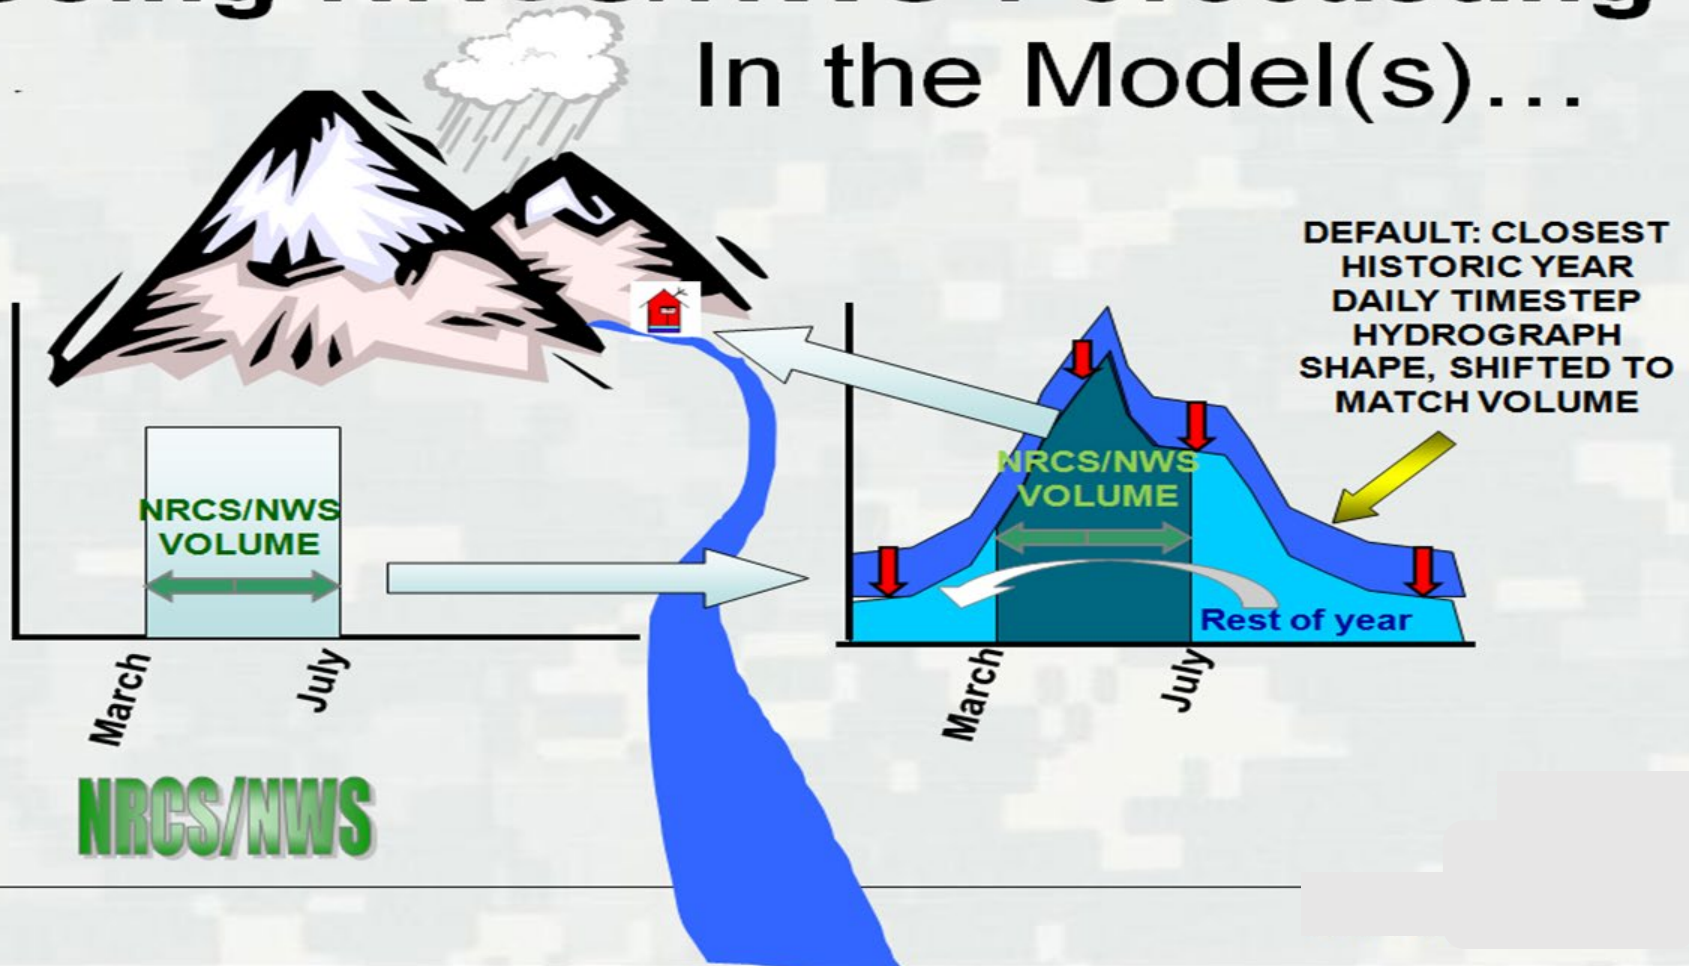 In the Model(s)...
DEFAULT: CLOSEST
HISTORIC YEAR
DAILY TIMESTEP
HYDROGRAPH
SHAPE, SHIFTED TO
MATCH VOLUME
NRCS/NWS
VOLUME
March
July
NRCS/NWS
VOLUME
Rest of year
March
July
NRCS/NWS